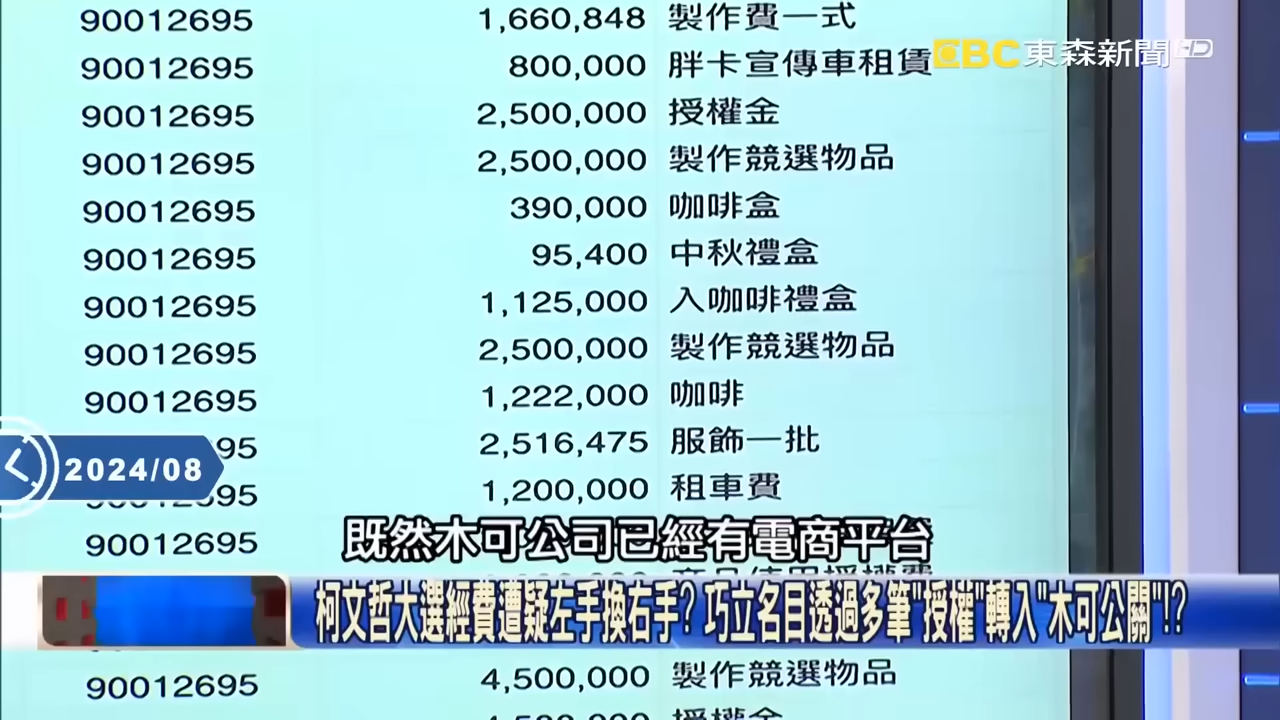 90012695 1,660,848 製作費一式
EBC 東森新聞 HD
90012695 800,000 胖卡宣傳車租賃
90012695 2,500,000 授權金
90012695 2,500,000 製作競選物品
90012695 390,000 咖啡盒
90012695 95,400 中秋禮盒
90012695 1,125,000 入咖啡禮盒
90012695 2,500,000 製作競選物品
90012695 1,222,000 咖啡
95 2,516,475 服飾一批
2024/08
695 1,200,000 租車費
90012695
既然木可公司已經有電商平台
柯文哲大選經費遭疑左手換右手? 巧立名目透過多筆"授權"轉入"木可公關"!?
90012695 4,500,000 製作競選物品
授權金